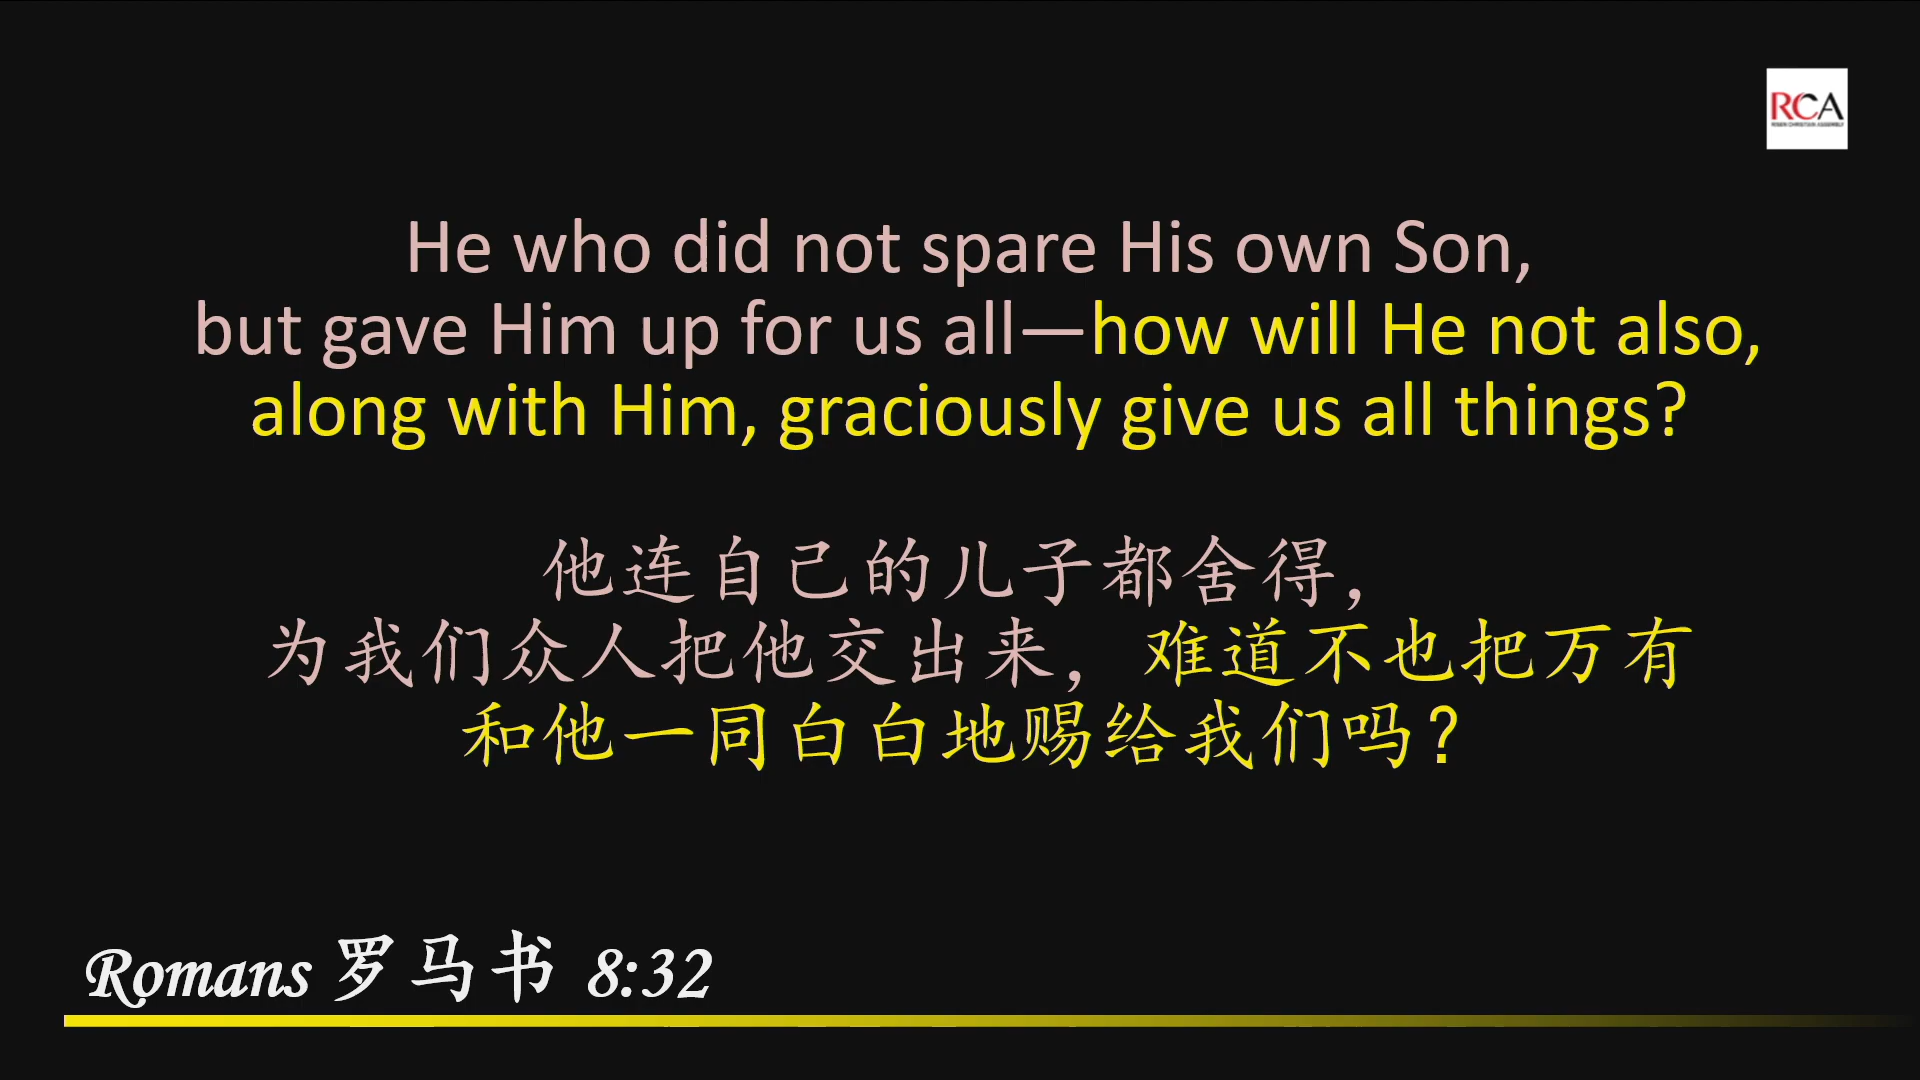 RCA
RISEN CHRISTIAN ASSEMBLY
He who did not spare His own Son,
but gave Him up for us all—how will He not also,
along with Him, graciously give us all things?
他连自己的儿子都舍得，
为我们众人把他交出来，难道不也把万有
和他一同白白地赐给我们吗？
Romans 罗马书 8:32